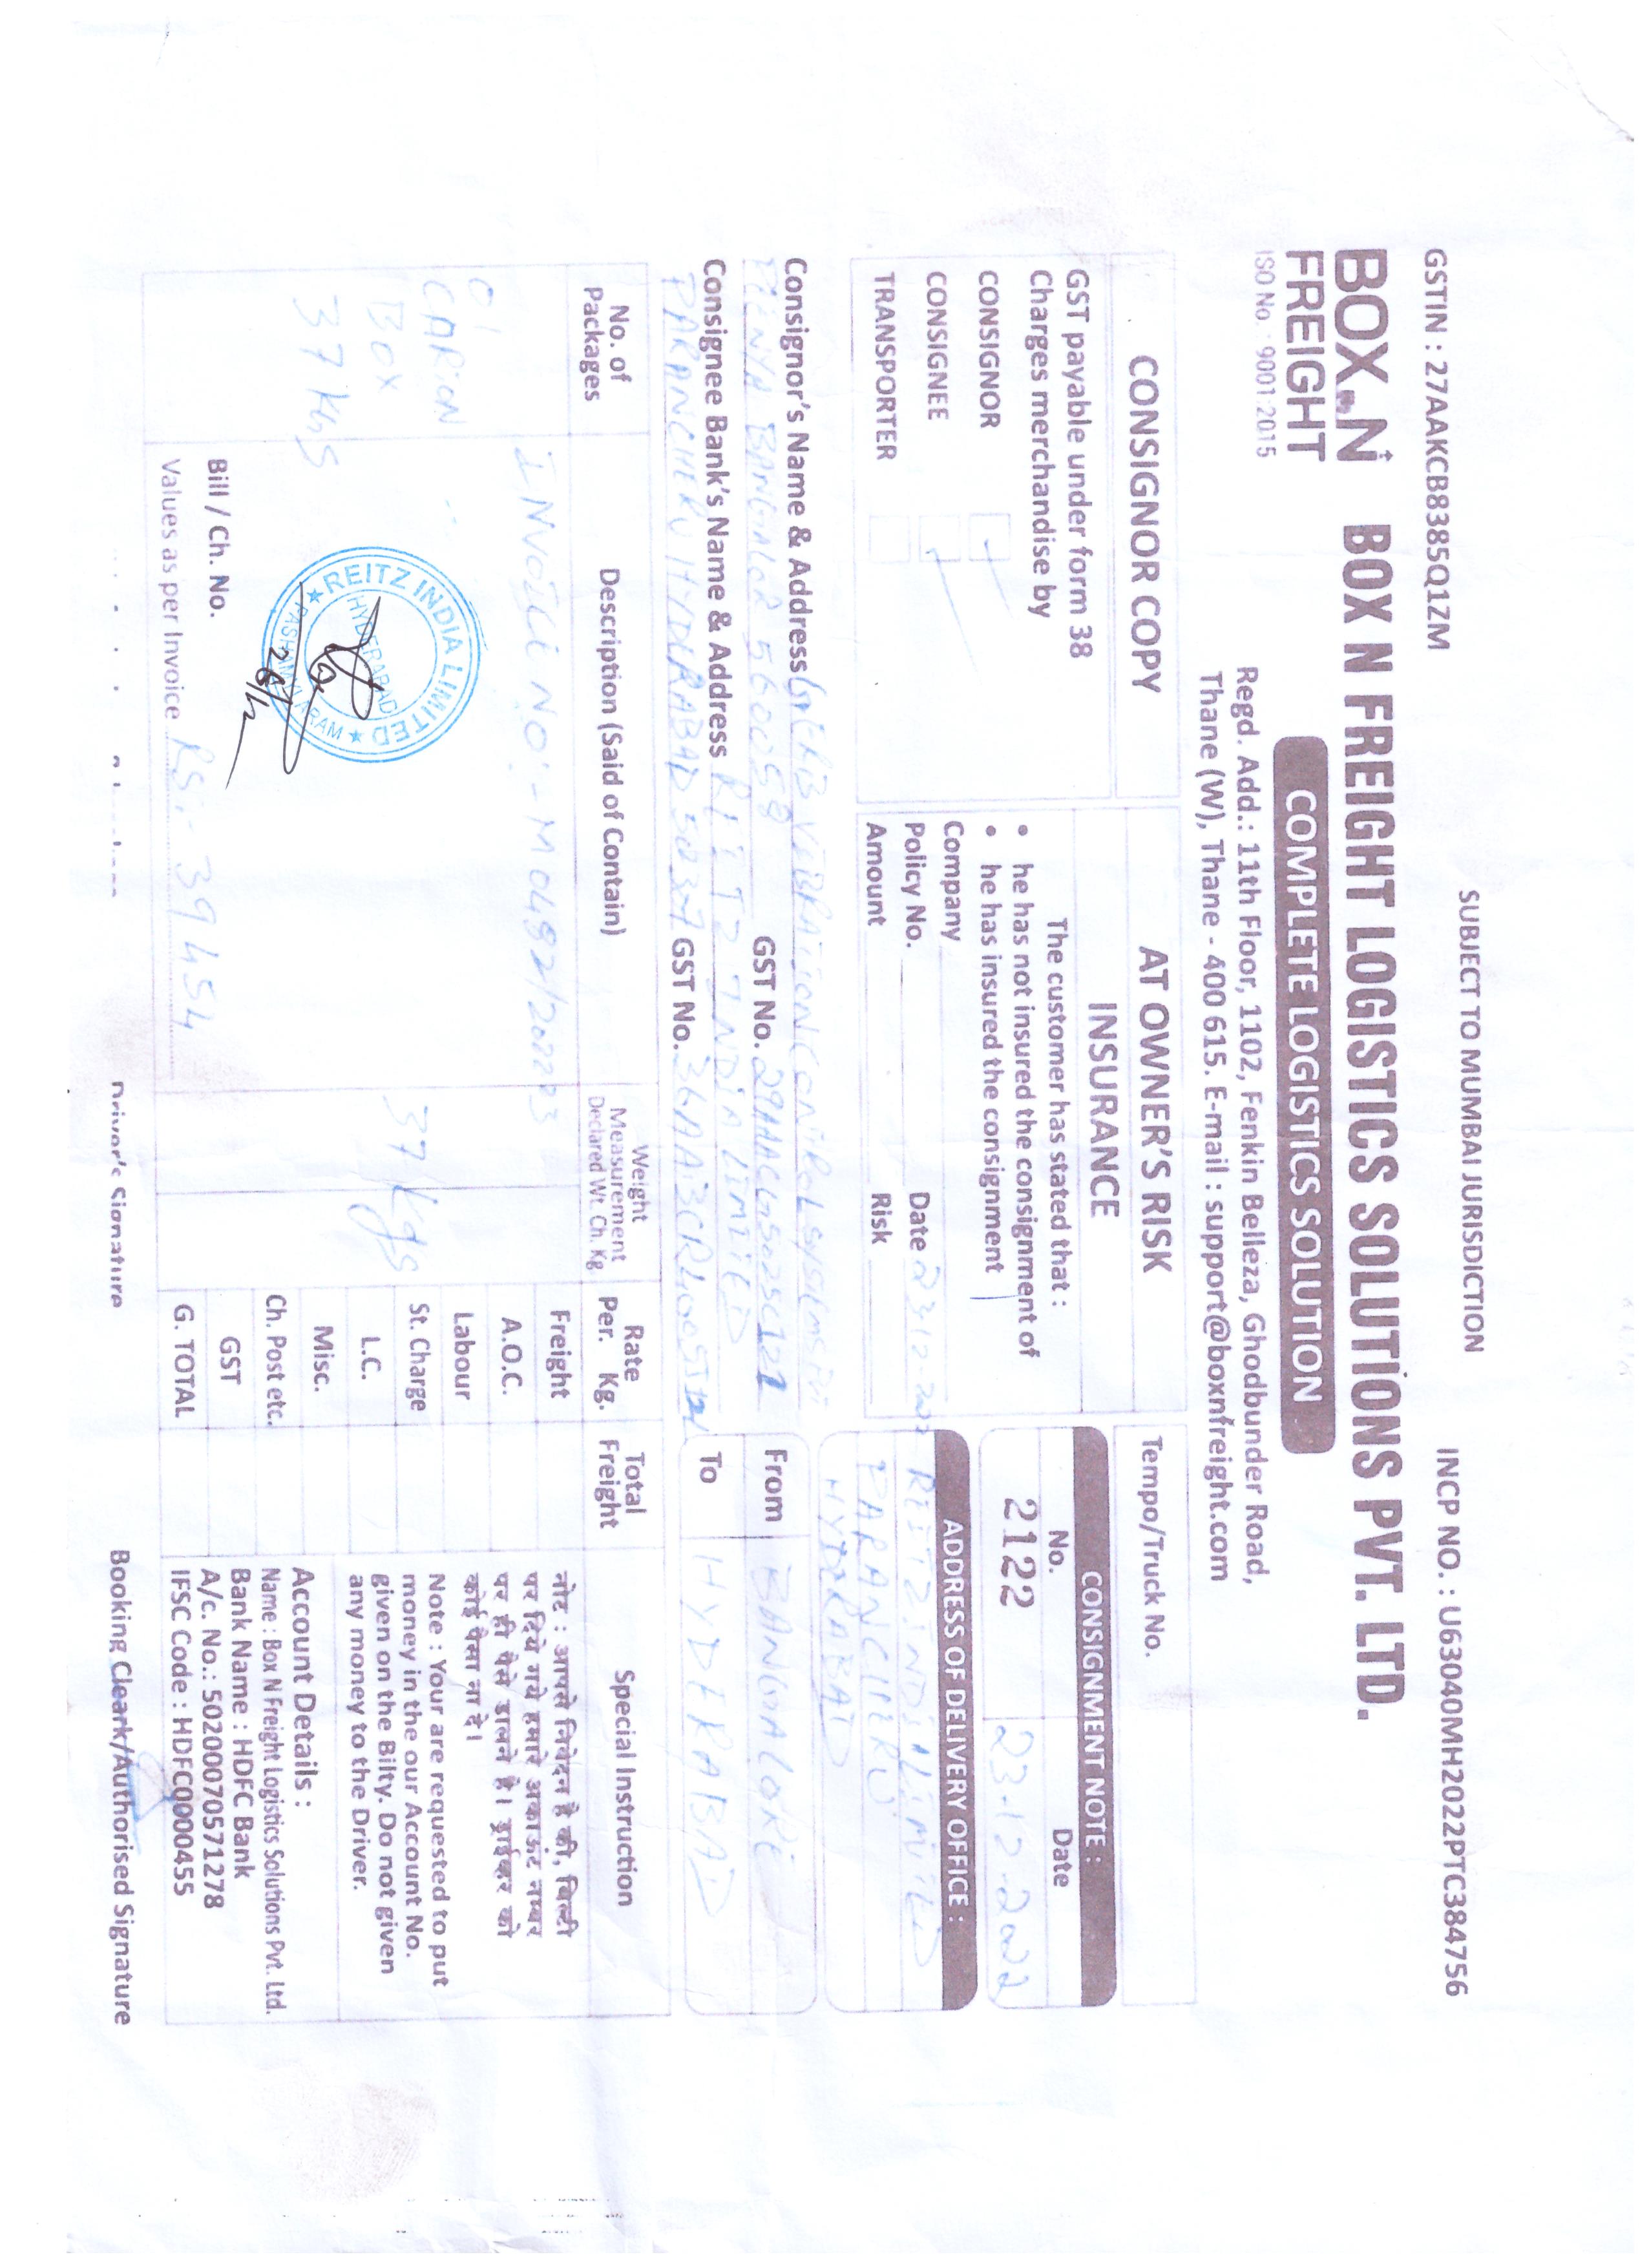 SUBJECT TO MUMBAI JURISDICTION
GSTIN : 27AAKCB8385Q1ZM
INCP NO. : U63040MH2022PTC384756
BOX N FREIGHT
ISO No. : 9001:2015
BOX N FREIGHT LOGISTICS SOLUTIONS PVT. LTD.
COMPLETE LOGISTICS SOLUTION
Regd. Add.: 11th Floor, 1102, Fenkin Belleza, Ghodbunder Road,
Thane (W), Thane - 400 615. E-mail : support@boxnfreight.com
CONSIGNOR COPY
GST payable under form 38
Charges merchandise by
CONSIGNOR
CONSIGNEE
TRANSPORTER
AT OWNER'S RISK
INSURANCE
The customer has stated that :
• he has not insured the consignment of
• he has insured the consignment
Company
Policy No. Date 23-12-2022
Amount Risk
Tempo/Truck No.
CONSIGNMENT NOTE :
No. Date
2122 23-12-2022
ADDRESS OF DELIVERY OFFICE :
REITZ INDIA LIMITED
PARANCHERU
HYDERABAD
Consignor's Name & Address GERB VIBRATION CONTROL SYSTEMS Pvt
PEENYA BANGALOR 560058 GST No.
Consignee Bank's Name & Address REITZ INDIA LIMITED
PARANCHERU HYDERABAD GST No.
From BANGALORE
To HYDERABAD
No. of Packages
Description (Said of Contain)
Weight Measurement
Declared Wt. Ch. Kg.
Rate Per. Kg.
Total Freight
Special Instruction
INVOICE NO:- M0482/202223
01
CARTON
BOX
37 KGS
37 kgs
REITZ INDIA LIMITED
HYDERABAD
PASHAMYLARAM
26/12
Bill / Ch. No.
Values as per Invoice RS:- 39454
Freight
A.O.C.
Labour
St. Charge
L.C.
Misc.
Ch. Post etc.
GST
G. TOTAL
नोट : आपसे निवेदन है की, बिल्टी
पर दिये गये हमारे अकाऊंट नम्बर
पर ही पैसे डालने है। ड्राईव्हर को
कोई पैसा ना दे।
Note : Your are requested to put
money in the our Account No.
given on the Bilty. Do not given
any money to the Driver.
Account Details :
Name : Box N Freight Logistics Solutions Pvt. Ltd.
Bank Name : HDFC Bank
A/c. No.: 50200070571278
IFSC Code : HDFC0000455
Driver's Signature
Booking Cleark/Authorised Signature